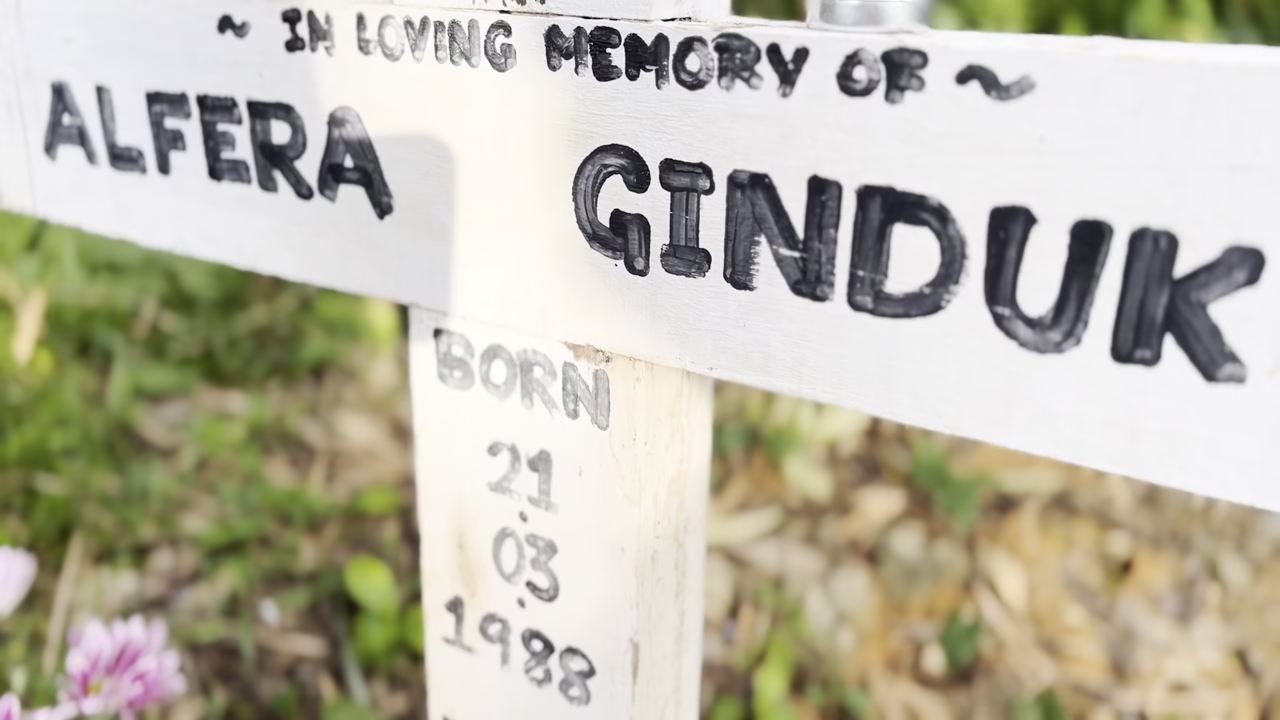 ~ IN LOVING MEMORY OF ~
ALFERA GINDUK
BORN
21
.
03
.
1988